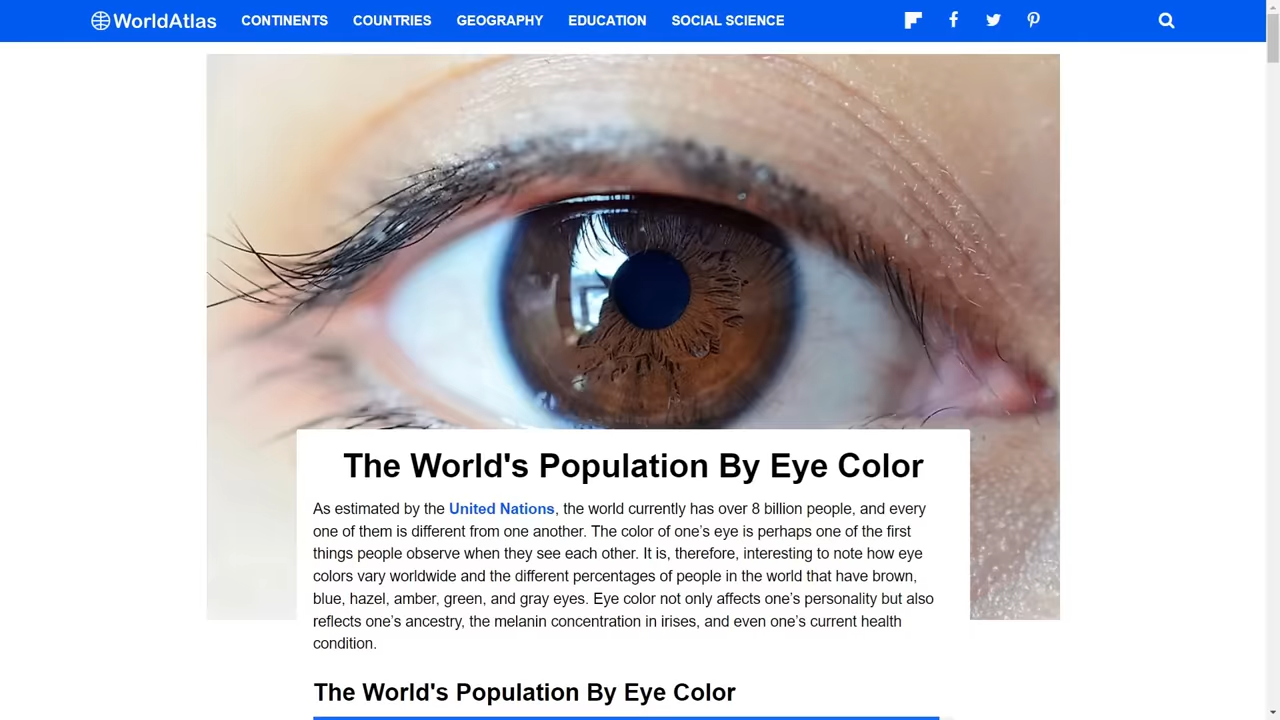 WorldAtlas CONTINENTS COUNTRIES GEOGRAPHY EDUCATION SOCIAL SCIENCE
The World's Population By Eye Color
As estimated by the United Nations, the world currently has over 8 billion people, and every
one of them is different from one another. The color of one’s eye is perhaps one of the first
things people observe when they see each other. It is, therefore, interesting to note how eye
colors vary worldwide and the different percentages of people in the world that have brown,
blue, hazel, amber, green, and gray eyes. Eye color not only affects one’s personality but also
reflects one’s ancestry, the melanin concentration in irises, and even one’s current health
condition.
The World's Population By Eye Color